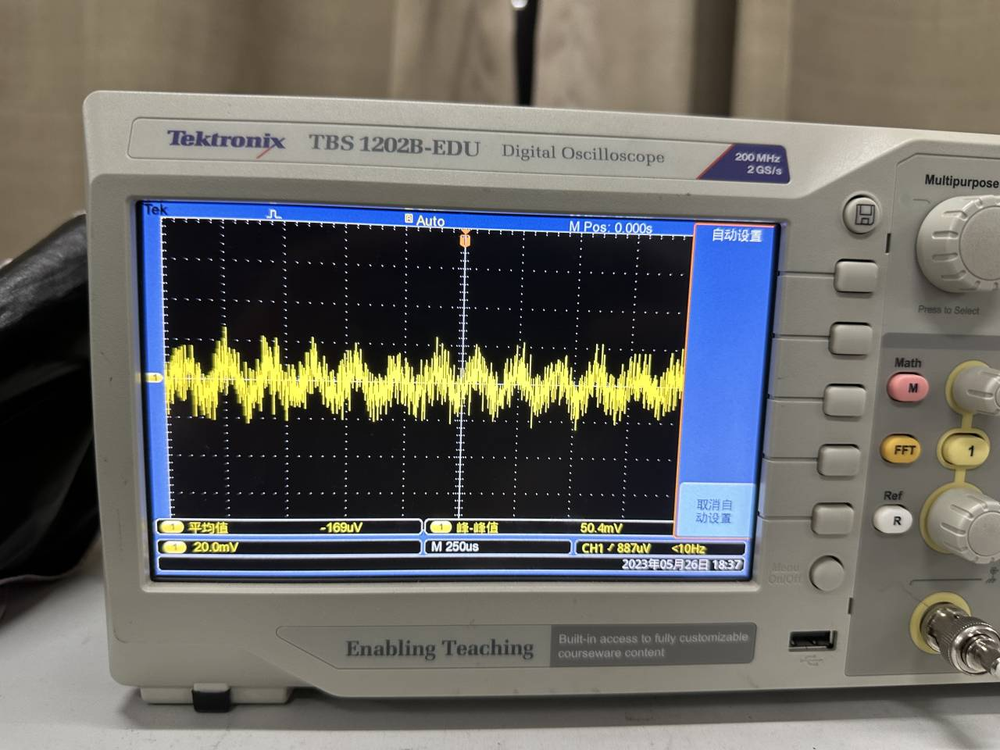 Tektronix TBS 1202B-EDU Digital Oscilloscope
200 MHz
2 GS/s
Multipurpose
Press to Select
Tek
Auto
M Pos: 0.000s
自动设置
1
取消自
动设置
1 平均值 -169uV
1 峰-峰值 50.4mV
1 20.0mV
M 250us
CH1 887uV <10Hz
2023年05月26日 18:37
Math
M
FFT
1
Ref
R
Menu
On/Off
Enabling Teaching
Built-in access to fully customizable
courseware content